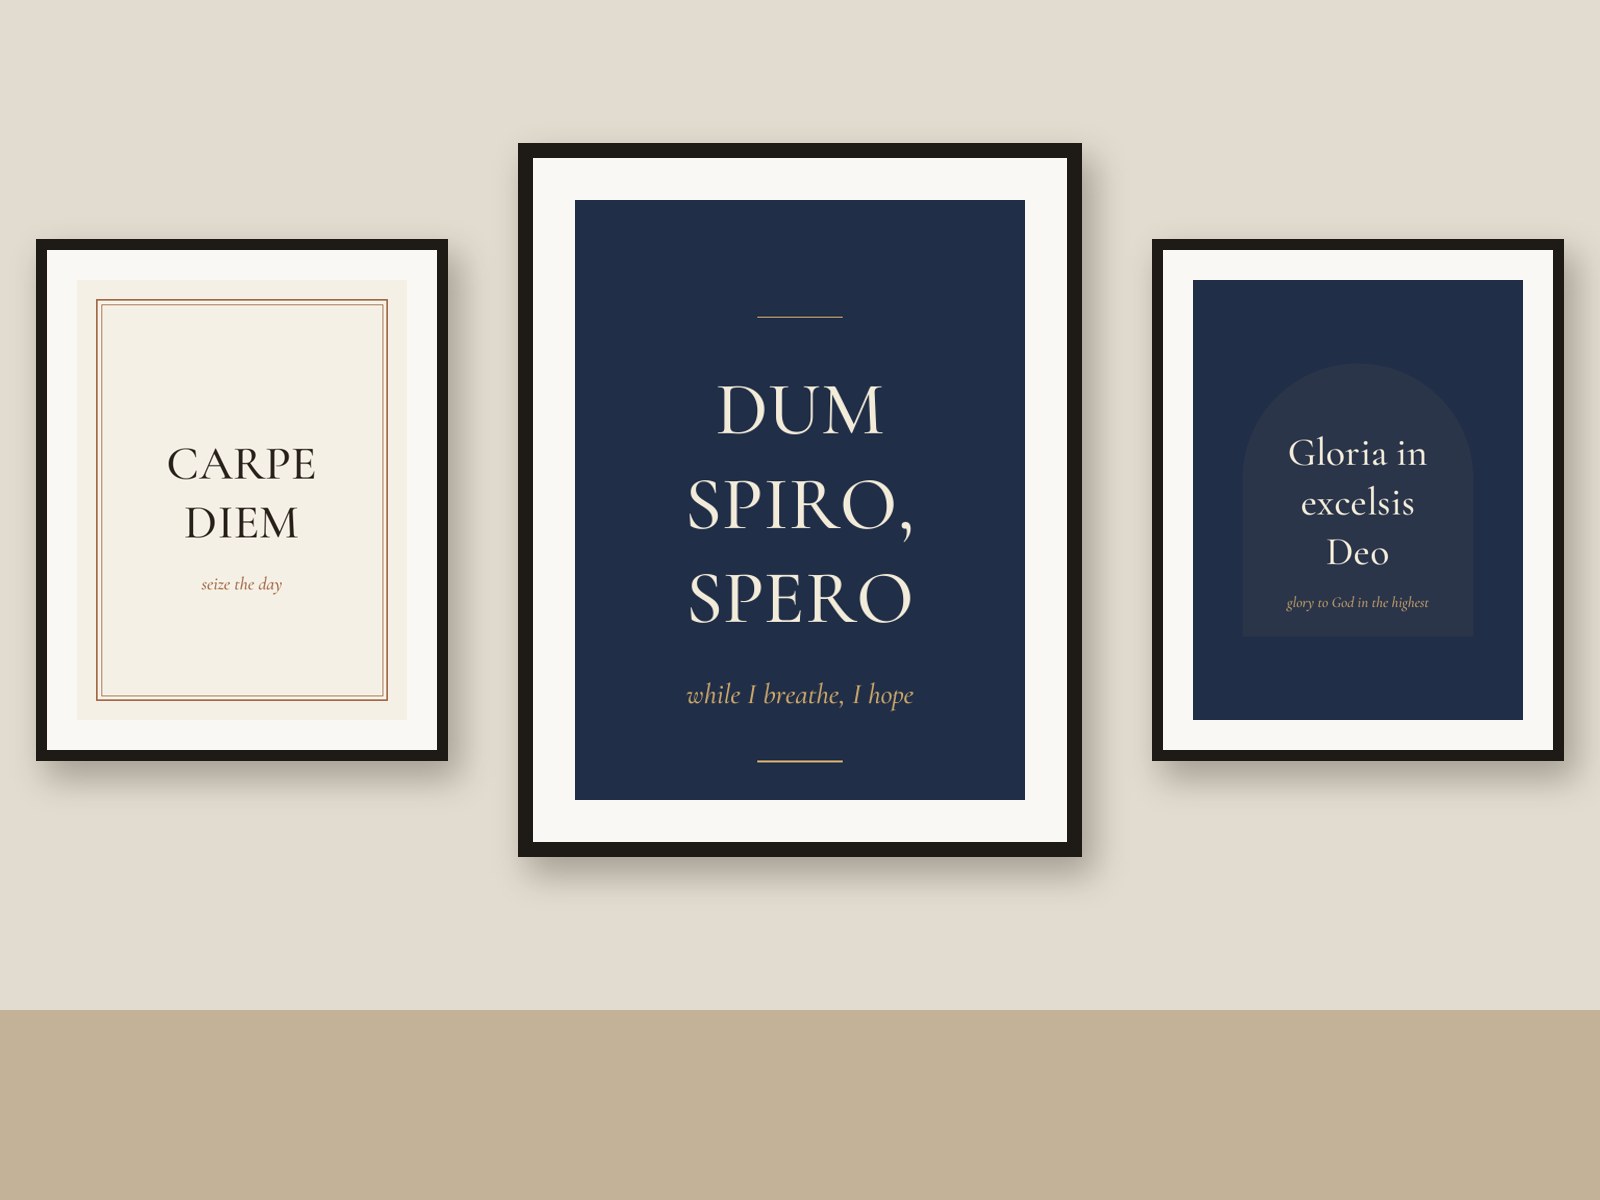 CARPE
DIEM
seize the day
DUM
SPIRO,
SPERO
while I breathe, I hope
Gloria in
excelsis
Deo
glory to God in the highest